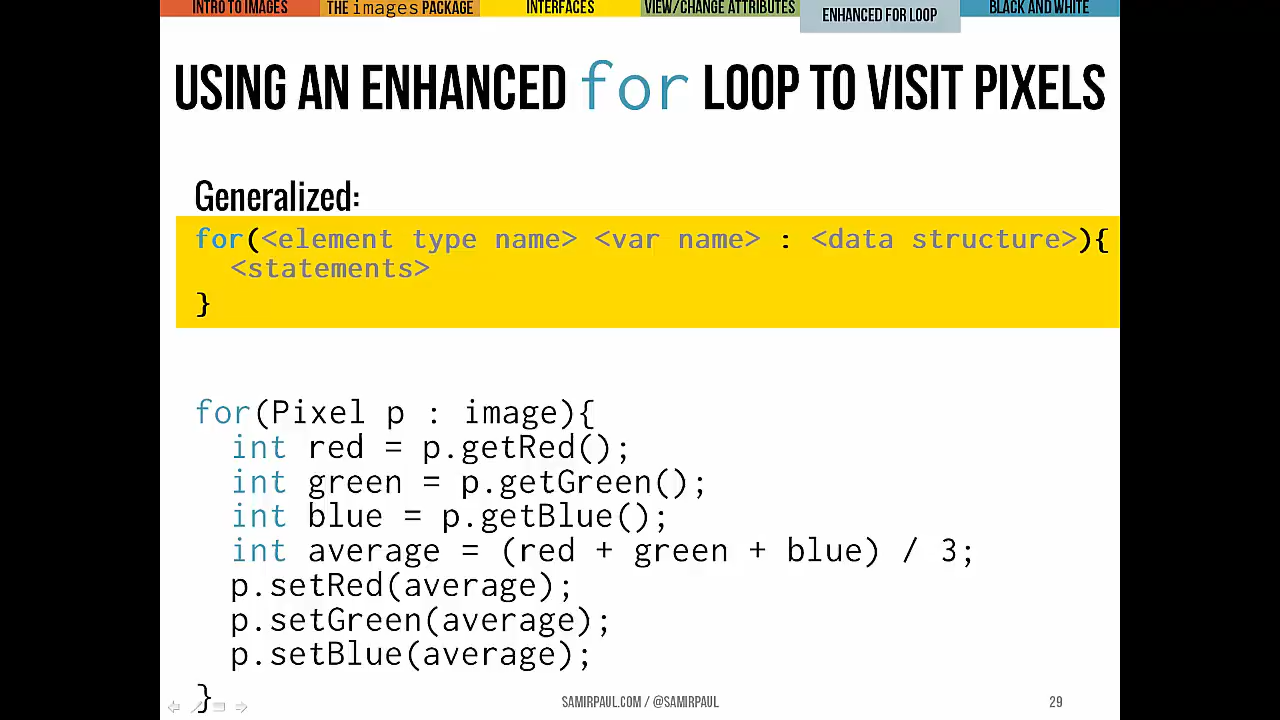 INTRO TO IMAGES
THE images PACKAGE
INTERFACES
VIEW/CHANGE ATTRIBUTES
ENHANCED FOR LOOP
BLACK AND WHITE
USING AN ENHANCED for LOOP TO VISIT PIXELS
Generalized:
for(<element type name> <var name> : <data structure>){
<statements>
}
for(Pixel p : image){
int red = p.getRed();
int green = p.getGreen();
int blue = p.getBlue();
int average = (red + green + blue) / 3;
p.setRed(average);
p.setGreen(average);
p.setBlue(average);
}
SAMIRPAUL.COM / @SAMIRPAUL
29